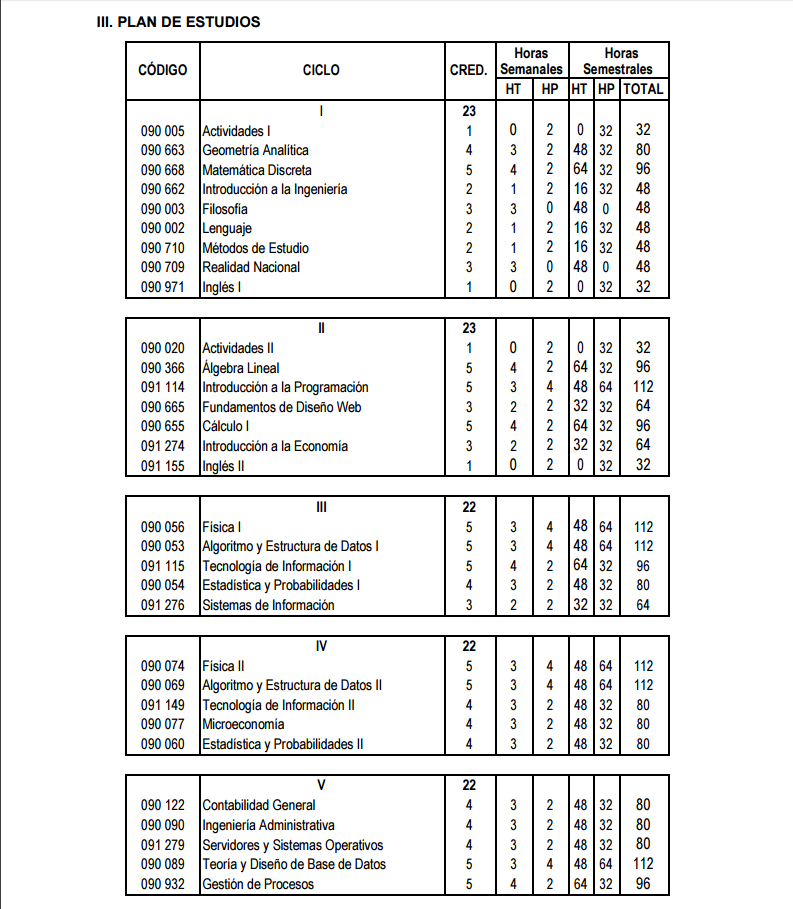 III. PLAN DE ESTUDIOS
CÓDIGO CICLO CRED. Horas Semanales Horas Semestrales
HT HP HT HP TOTAL
I 23
090 005 Actividades I 1 0 2 0 32 32
090 663 Geometría Analítica 4 3 2 48 32 80
090 668 Matemática Discreta 5 4 2 64 32 96
090 662 Introducción a la Ingeniería 2 1 2 16 32 48
090 003 Filosofía 3 3 0 48 0 48
090 002 Lenguaje 2 1 2 16 32 48
090 710 Métodos de Estudio 2 1 2 16 32 48
090 709 Realidad Nacional 3 3 0 48 0 48
090 971 Inglés I 1 0 2 0 32 32
II 23
090 020 Actividades II 1 0 2 0 32 32
090 366 Álgebra Lineal 5 4 2 64 32 96
091 114 Introducción a la Programación 5 3 4 48 64 112
090 665 Fundamentos de Diseño Web 3 2 2 32 32 64
090 655 Cálculo I 5 4 2 64 32 96
091 274 Introducción a la Economía 3 2 2 32 32 64
091 155 Inglés II 1 0 2 0 32 32
III 22
090 056 Física I 5 3 4 48 64 112
090 053 Algoritmo y Estructura de Datos I 5 3 4 48 64 112
091 115 Tecnología de Información I 5 4 2 64 32 96
090 054 Estadística y Probabilidades I 4 3 2 48 32 80
091 276 Sistemas de Información 3 2 2 32 32 64
IV 22
090 074 Física II 5 3 4 48 64 112
090 069 Algoritmo y Estructura de Datos II 5 3 4 48 64 112
091 149 Tecnología de Información II 4 3 2 48 32 80
090 077 Microeconomía 4 3 2 48 32 80
090 060 Estadística y Probabilidades II 4 3 2 48 32 80
V 22
090 122 Contabilidad General 4 3 2 48 32 80
090 090 Ingeniería Administrativa 4 3 2 48 32 80
091 279 Servidores y Sistemas Operativos 4 3 2 48 32 80
090 089 Teoría y Diseño de Base de Datos 5 3 4 48 64 112
090 932 Gestión de Procesos 5 4 2 64 32 96